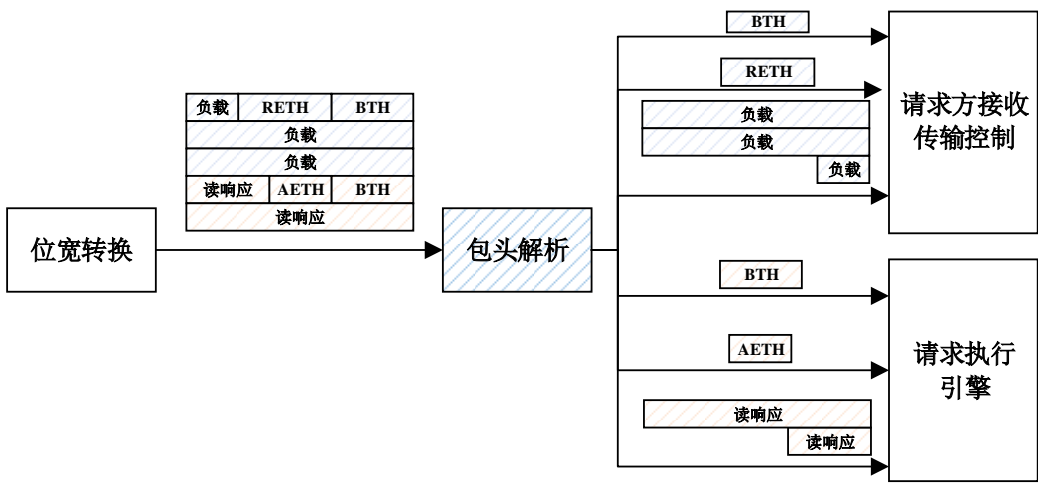 BTH
RETH
负载 RETH BTH
负载
负载
负载
负载
负载
请求方接收
传输控制
读响应 AETH BTH
读响应
位宽转换
包头解析
BTH
AETH
请求执行
引擎
读响应
读响应